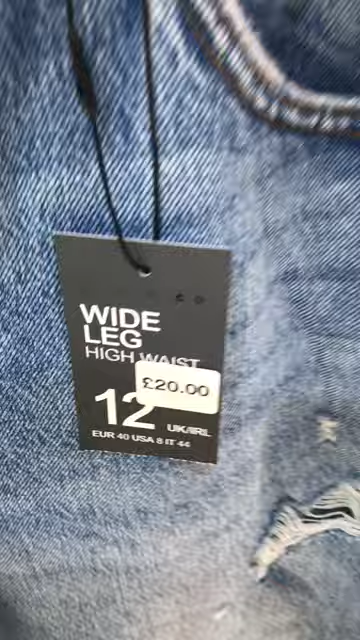 WIDE
LEG
HIGH WAIST
£20.00
12 UK/IRL
EUR 40 USA 8 IT 44